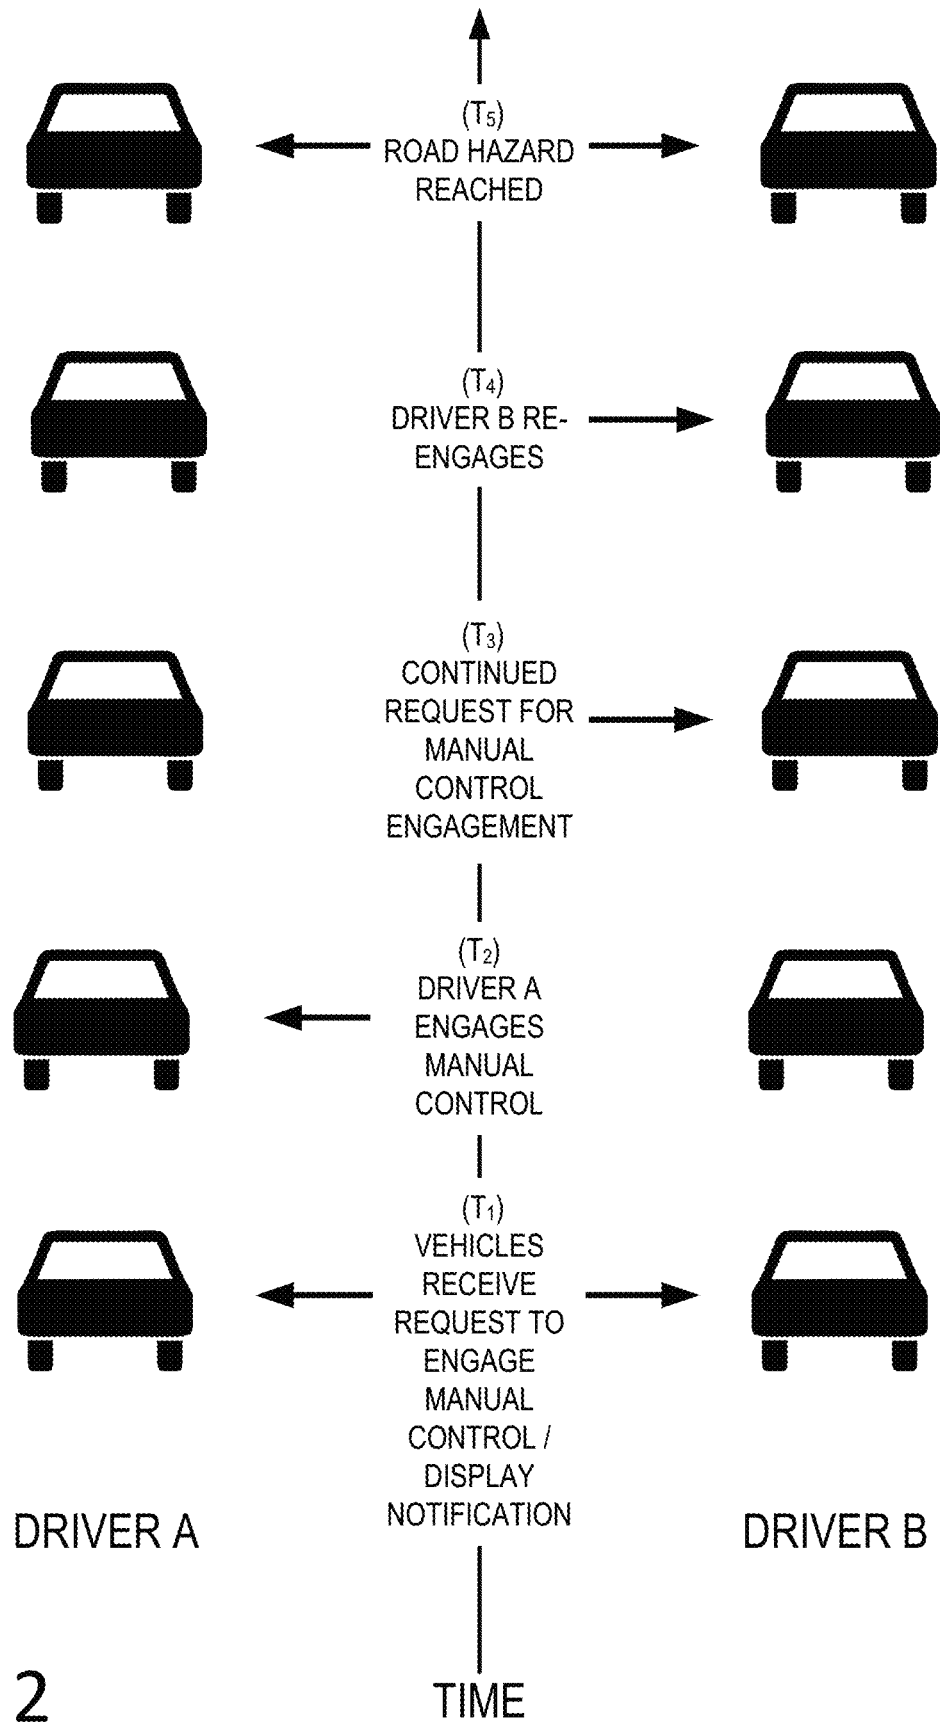 (T5)
ROAD HAZARD
REACHED
(T4)
DRIVER B RE-
ENGAGES
(T3)
CONTINUED
REQUEST FOR
MANUAL
CONTROL
ENGAGEMENT
(T2)
DRIVER A
ENGAGES
MANUAL
CONTROL
(T1)
VEHICLES
RECEIVE
REQUEST TO
ENGAGE
MANUAL
CONTROL /
DISPLAY
NOTIFICATION
DRIVER A
DRIVER B
2
TIME